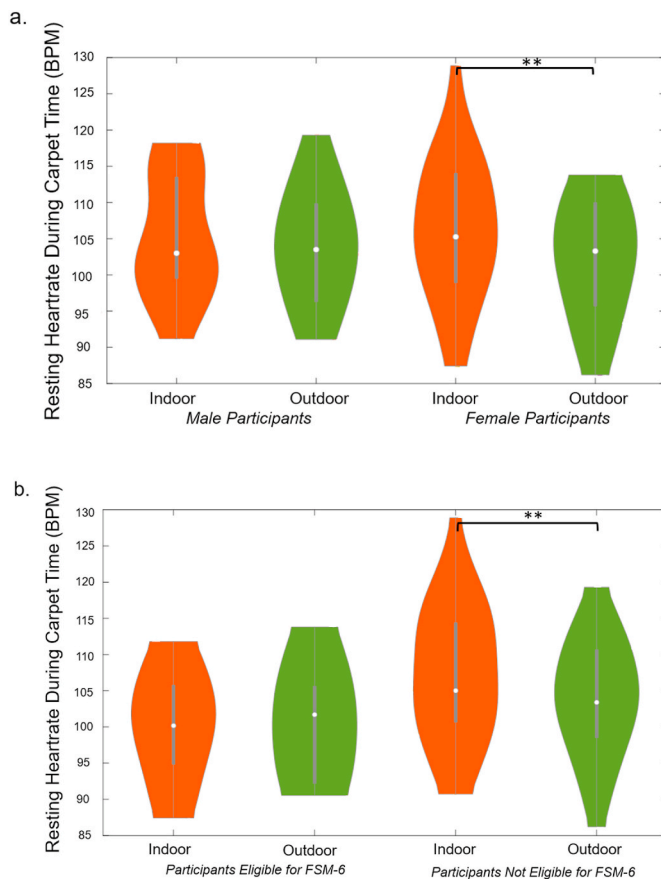 a.
Resting Heartrate During Carpet Time (BPM)
130
125
120
115
110
105
100
95
90
85
**
Indoor Outdoor Indoor Outdoor
Male Participants Female Participants
b.
Resting Heartrate During Carpet Time (BPM)
130
125
120
115
110
105
100
95
90
85
**
Indoor Outdoor Indoor Outdoor
Participants Eligible for FSM-6 Participants Not Eligible for FSM-6